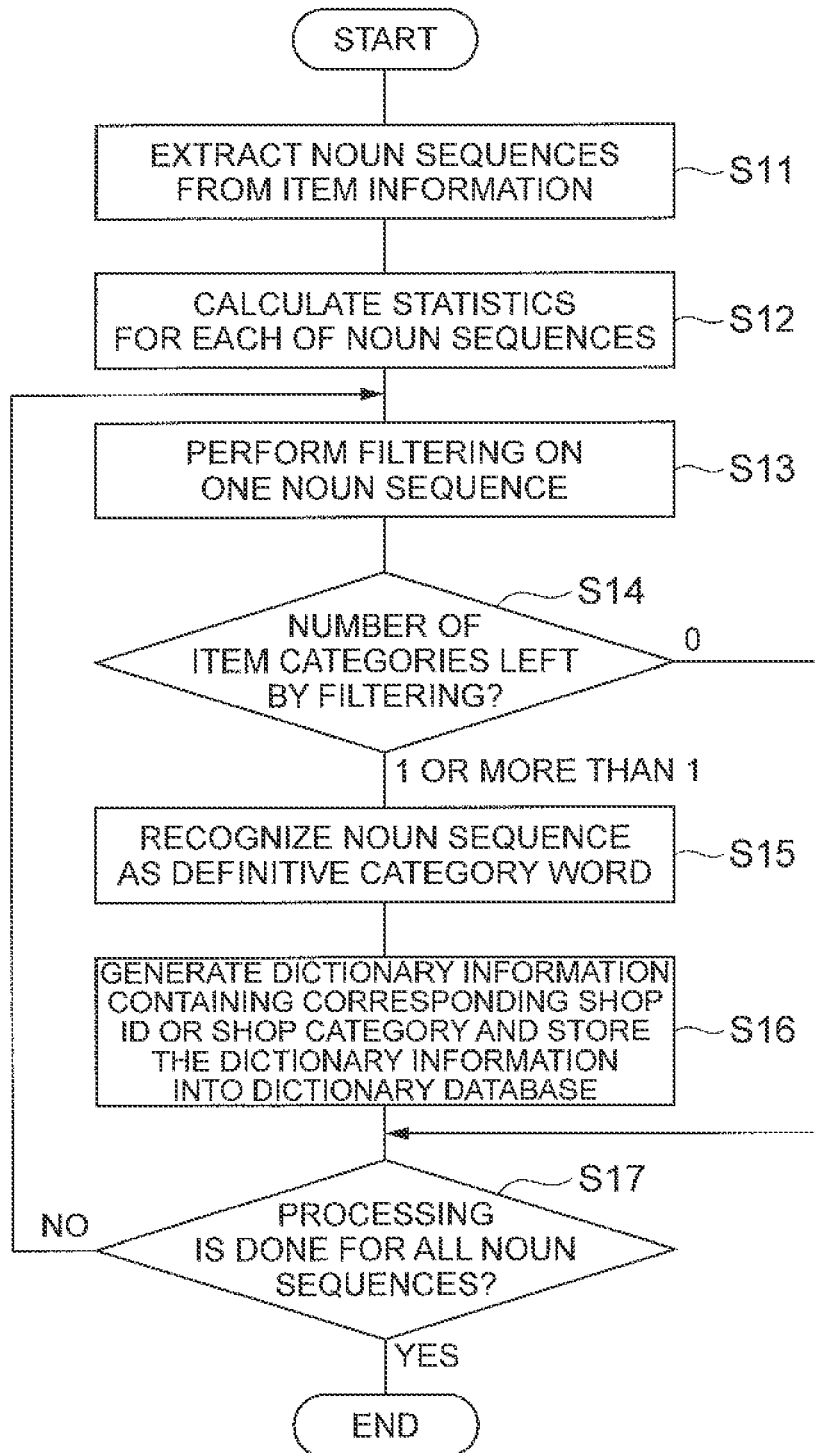 START
EXTRACT NOUN SEQUENCES
FROM ITEM INFORMATION
S11
CALCULATE STATISTICS
FOR EACH OF NOUN SEQUENCES
S12
PERFORM FILTERING ON
ONE NOUN SEQUENCE
S13
S14
NUMBER OF
ITEM CATEGORIES LEFT
BY FILTERING?
0
1 OR MORE THAN 1
RECOGNIZE NOUN SEQUENCE
AS DEFINITIVE CATEGORY WORD
S15
GENERATE DICTIONARY INFORMATION
CONTAINING CORRESPONDING SHOP
ID OR SHOP CATEGORY AND STORE
THE DICTIONARY INFORMATION
INTO DICTIONARY DATABASE
S16
S17
NO
PROCESSING
IS DONE FOR ALL NOUN
SEQUENCES?
YES
END